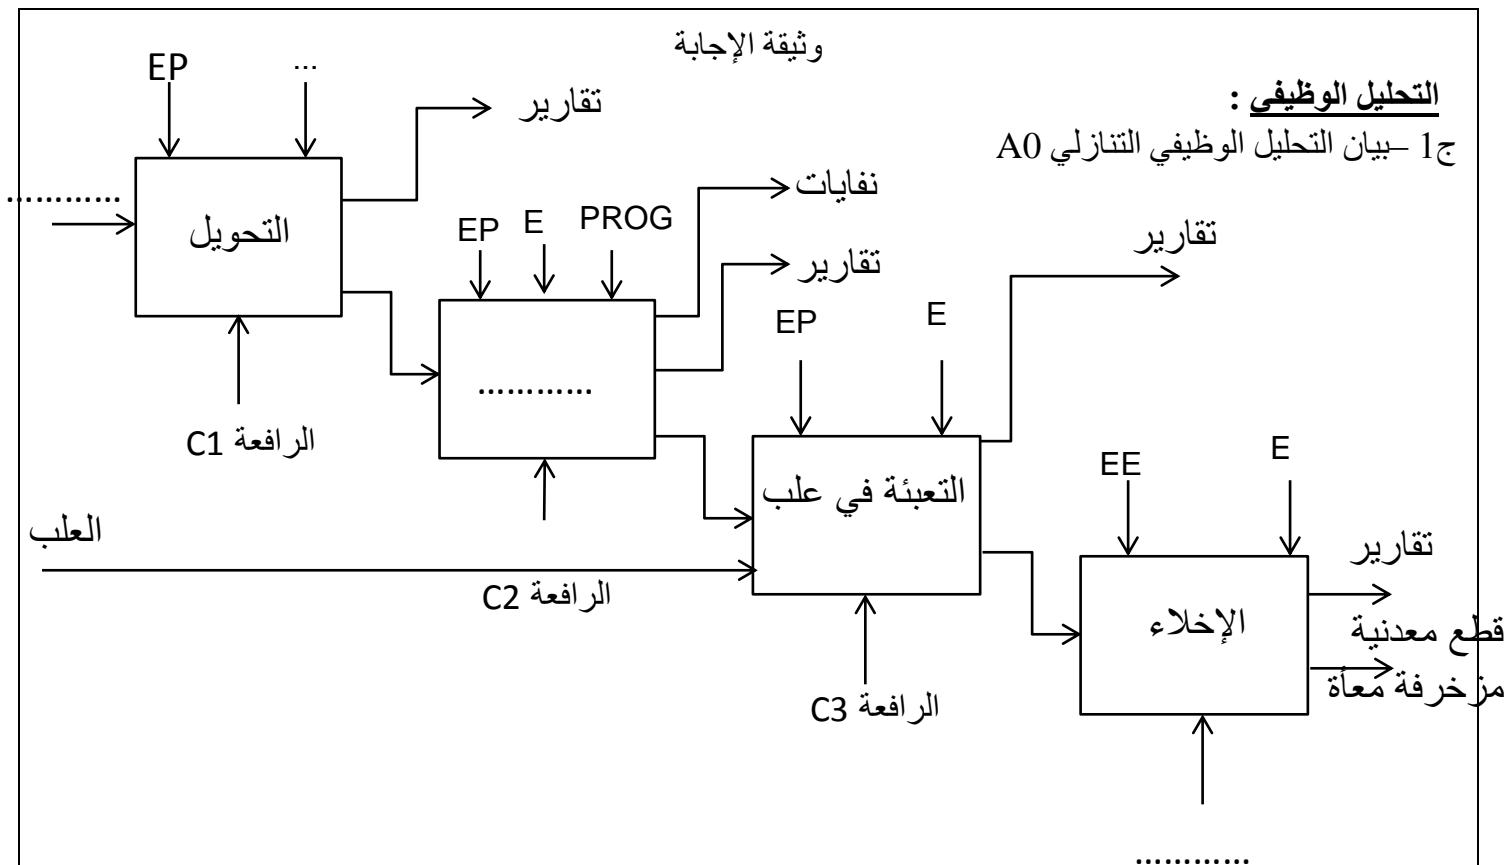 وثيقة الإجابة
التحليل الوظيفي :
ج1 –بيان التحليل الوظيفي التنازلي A0
EP
...
تقارير
............
التحويل
الرافعة C1
EP
E
PROG
نفايات
تقارير
............
الرافعة C2
العلب
EP
E
تقارير
التعبئة في علب
الرافعة C3
EE
E
الإخلاء
تقارير
قطع معدنية
مزخرفة معأة
............